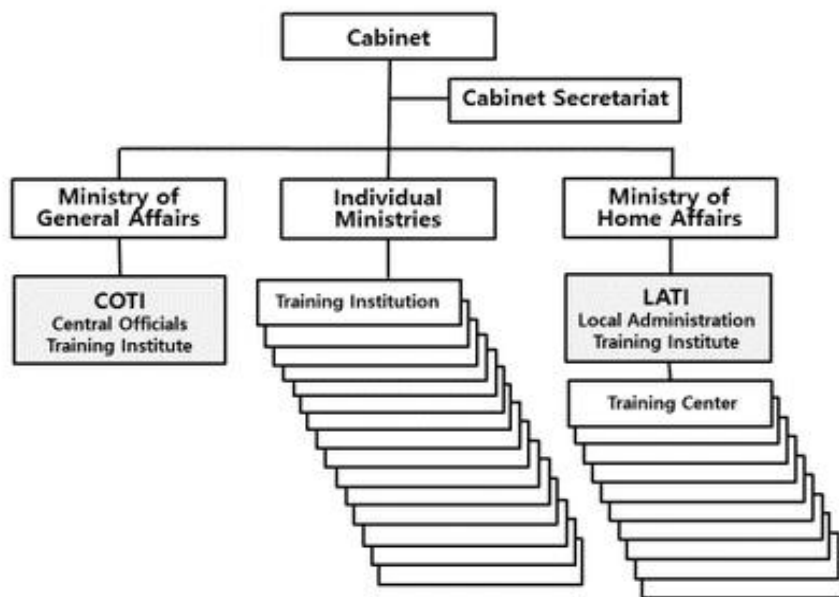 Cabinet
Cabinet Secretariat
Ministry of
General Affairs
Individual
Ministries
Ministry of
Home Affairs
COTI
Central Officials
Training Institute
Training Institution
LATI
Local Administration
Training Institute
Training Center